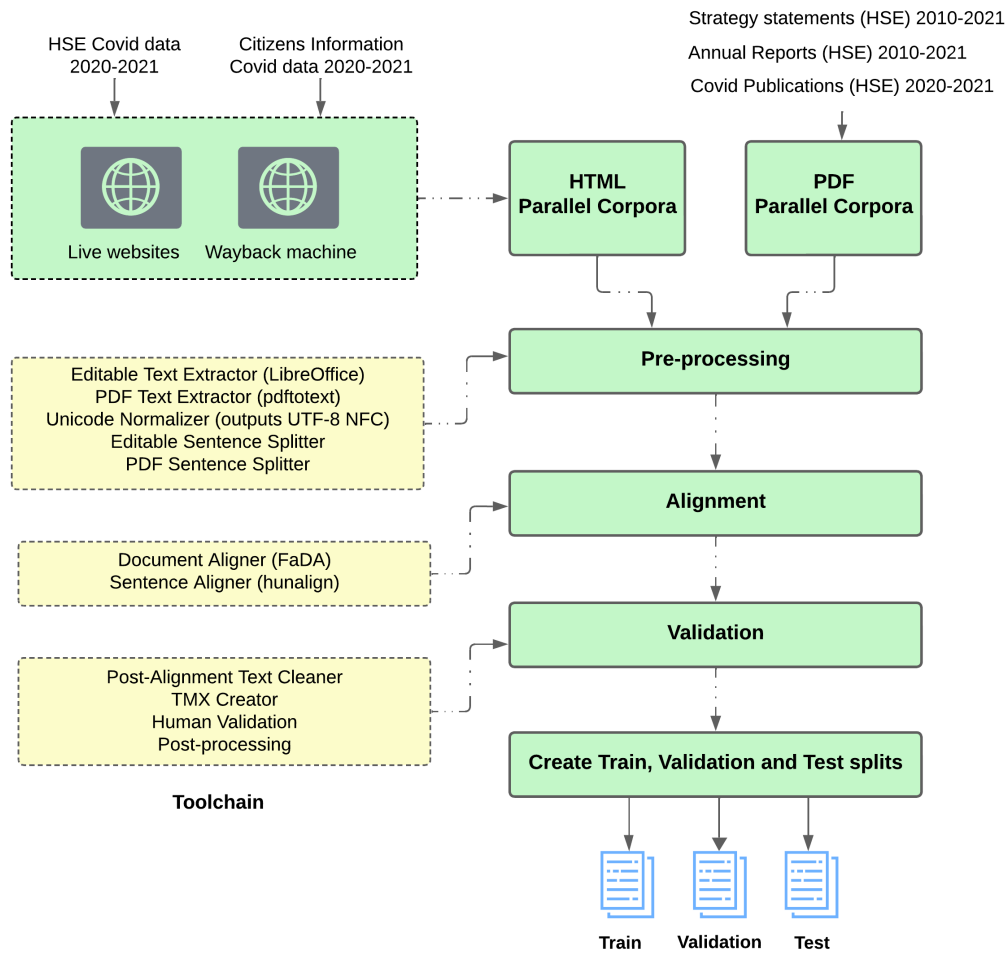 Strategy statements (HSE) 2010-2021
Annual Reports (HSE) 2010-2021
Covid Publications (HSE) 2020-2021
HSE Covid data
2020-2021
Citizens Information
Covid data 2020-2021
Live websites
Wayback machine
HTML
Parallel Corpora
PDF
Parallel Corpora
Pre-processing
Editable Text Extractor (LibreOffice)
PDF Text Extractor (pdftotext)
Unicode Normalizer (outputs UTF-8 NFC)
Editable Sentence Splitter
PDF Sentence Splitter
Alignment
Document Aligner (FaDA)
Sentence Aligner (hunalign)
Validation
Post-Alignment Text Cleaner
TMX Creator
Human Validation
Post-processing
Create Train, Validation and Test splits
Toolchain
Train
Validation
Test